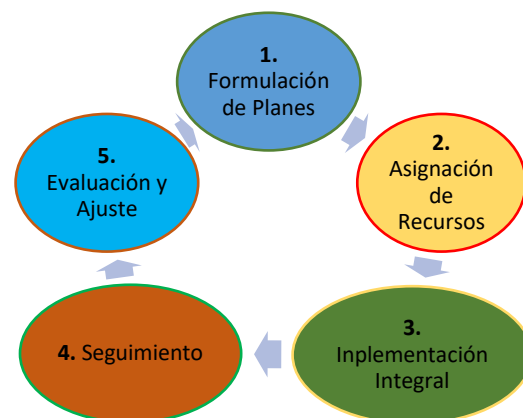 1.
Formulación
de Planes
2.
Asignación
de
Recursos
3.
Inplementación
Integral
4. Seguimiento
5.
Evaluación y
Ajuste